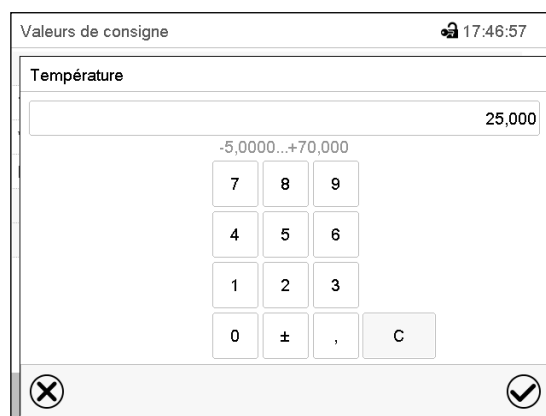 Valeurs de consigne 17:46:57
Température
25,000
-5,0000...+70,000
7 8 9
4 5 6
1 2 3
0 ± , C